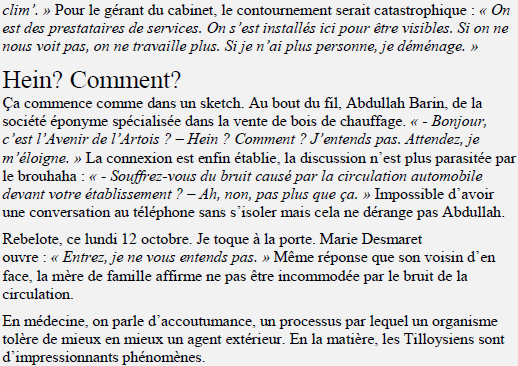 clim’. » Pour le gérant du cabinet, le contournement serait catastrophique : « On
est des prestataires de services. On s’est installés ici pour être visibles. Si on ne
nous voit pas, on ne travaille plus. Si je n’ai plus personne, je déménage. »
Hein? Comment?
Ça commence comme dans un sketch. Au bout du fil, Abdullah Barin, de la
société éponyme spécialisée dans la vente de bois de chauffage. « - Bonjour,
c’est l’Avenir de l’Artois ? – Hein ? Comment ? J’entends pas. Attendez, je
m’éloigne. » La connexion est enfin établie, la discussion n’est plus parasitée par
le brouhaha : « - Souffrez-vous du bruit causé par la circulation automobile
devant votre établissement ? – Ah, non, pas plus que ça. » Impossible d’avoir
une conversation au téléphone sans s’isoler mais cela ne dérange pas Abdullah.
Rebelote, ce lundi 12 octobre. Je toque à la porte. Marie Desmaret
ouvre : « Entrez, je ne vous entends pas. » Même réponse que son voisin d’en
face, la mère de famille affirme ne pas être incommodée par le bruit de la
circulation.
En médecine, on parle d’accoutumance, un processus par lequel un organisme
tolère de mieux en mieux un agent extérieur. En la matière, les Tilloysiens sont
d’impressionnants phénomènes.